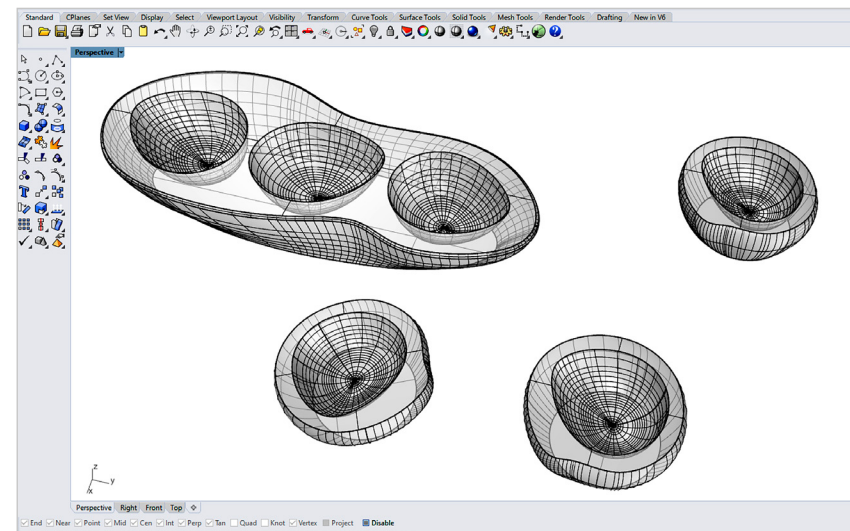 Standard CPlanes Set View Display Select Viewport Layout Visibility Transform Curve Tools Surface Tools Solid Tools Mesh Tools Render Tools Drafting New in V6
Perspective
z
y
x
Perspective Right Front Top
End Near Point Mid Cen Int Perp Tan Quad Knot Vertex Project Disable